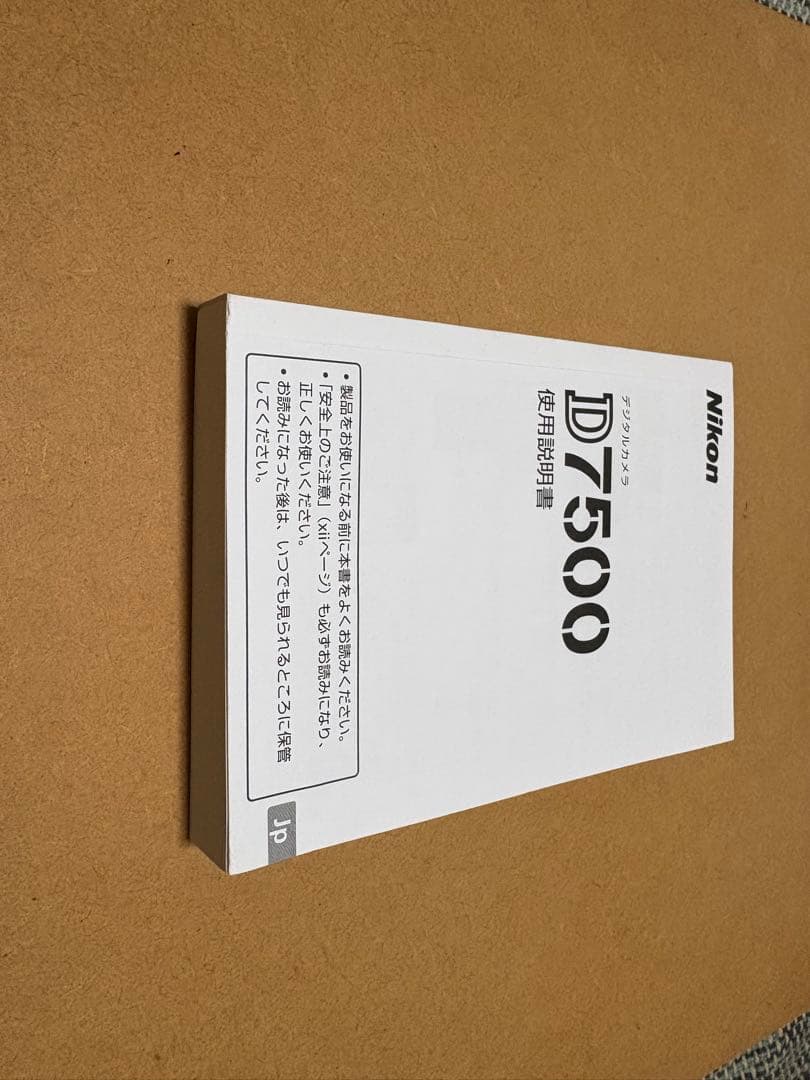 Nikon
デジタルカメラ
D7500
使用説明書
• 製品をお使いになる前に本書をよくお読みください。
• 「安全上のご注意」（xiiページ）も必ずお読みになり、
正しくお使いください。
• お読みになった後は、いつでも見られるところに保管
してください。
Jp